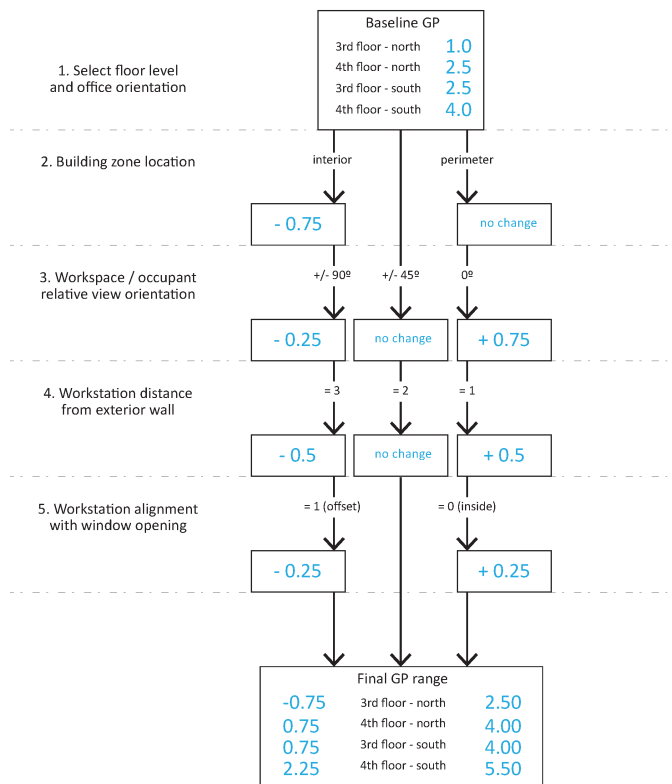 Baseline GP
3rd floor - north 1.0
4th floor - north 2.5
3rd floor - south 2.5
4th floor - south 4.0
1. Select floor level
and office orientation
2. Building zone location
interior perimeter
- 0.75 no change
3. Workspace / occupant
relative view orientation
+/- 90º +/- 45º 0º
- 0.25 no change + 0.75
4. Workstation distance
from exterior wall
= 3 = 2 = 1
- 0.5 no change + 0.5
5. Workstation alignment
with window opening
= 1 (offset) = 0 (inside)
- 0.25 + 0.25
Final GP range
-0.75 3rd floor - north 2.50
0.75 4th floor - north 4.00
0.75 3rd floor - south 4.00
2.25 4th floor - south 5.50